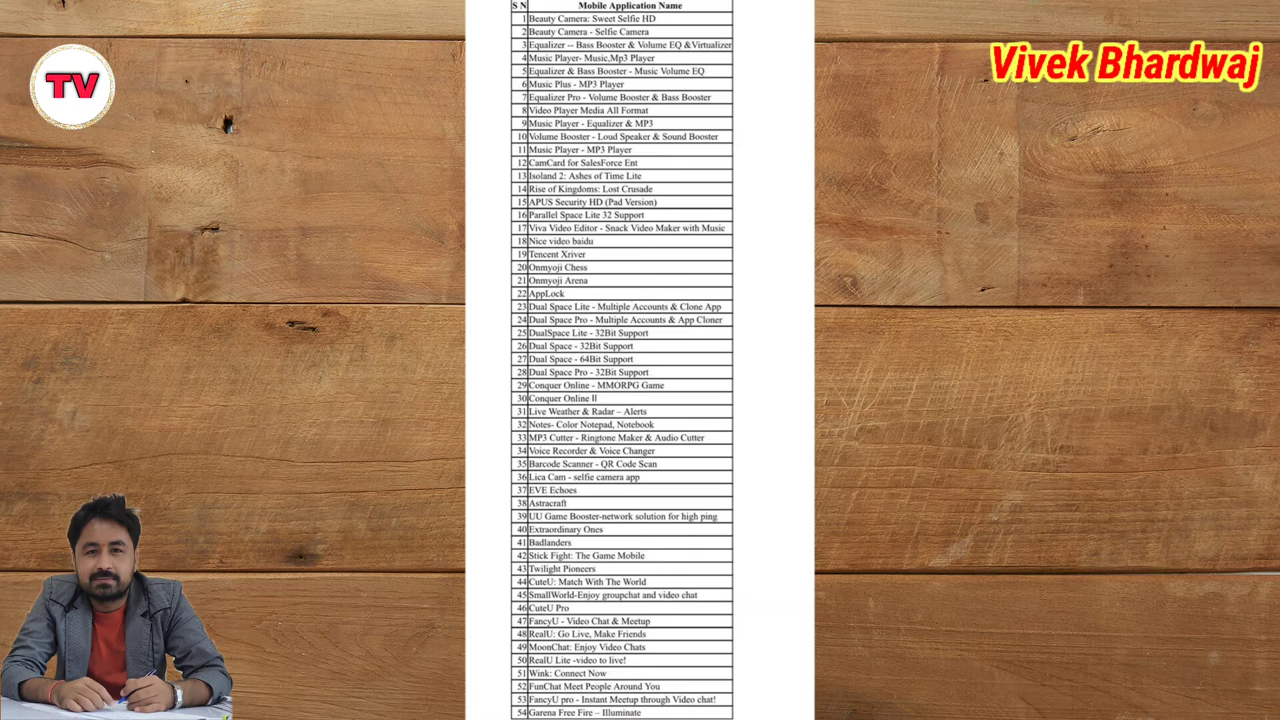 TV
Vivek Bhardwaj
S N Mobile Application Name
1 Beauty Camera: Sweet Selfie HD
2 Beauty Camera - Selfie Camera
3 Equalizer -- Bass Booster & Volume EQ &Virtualizer
4 Music Player- Music,Mp3 Player
5 Equalizer & Bass Booster - Music Volume EQ
6 Music Plus - MP3 Player
7 Equalizer Pro - Volume Booster & Bass Booster
8 Video Player Media All Format
9 Music Player - Equalizer & MP3
10 Volume Booster - Loud Speaker & Sound Booster
11 Music Player - MP3 Player
12 CamCard for SalesForce Ent
13 Isoland 2: Ashes of Time Lite
14 Rise of Kingdoms: Lost Crusade
15 APUS Security HD (Pad Version)
16 Parallel Space Lite 32 Support
17 Viva Video Editor - Snack Video Maker with Music
18 Nice video baidu
19 Tencent Xriver
20 Onmyoji Chess
21 Onmyoji Arena
22 AppLock
23 Dual Space Lite - Multiple Accounts & Clone App
24 Dual Space Pro - Multiple Accounts & App Cloner
25 DualSpace Lite - 32Bit Support
26 Dual Space - 32Bit Support
27 Dual Space - 64Bit Support
28 Dual Space Pro - 32Bit Support
29 Conquer Online - MMORPG Game
30 Conquer Online II
31 Live Weather & Radar – Alerts
32 Notes- Color Notepad, Notebook
33 MP3 Cutter - Ringtone Maker & Audio Cutter
34 Voice Recorder & Voice Changer
35 Barcode Scanner - QR Code Scan
36 Lica Cam - selfie camera app
37 EVE Echoes
38 Astracraft
39 UU Game Booster-network solution for high ping
40 Extraordinary Ones
41 Badlanders
42 Stick Fight: The Game Mobile
43 Twilight Pioneers
44 CuteU: Match With The World
45 SmallWorld-Enjoy groupchat and video chat
46 CuteU Pro
47 FancyU - Video Chat & Meetup
48 RealU: Go Live, Make Friends
49 MoonChat: Enjoy Video Chats
50 RealU Lite -video to live!
51 Wink: Connect Now
52 FunChat Meet People Around You
53 FancyU pro - Instant Meetup through Video chat!
54 Garena Free Fire – Illuminate